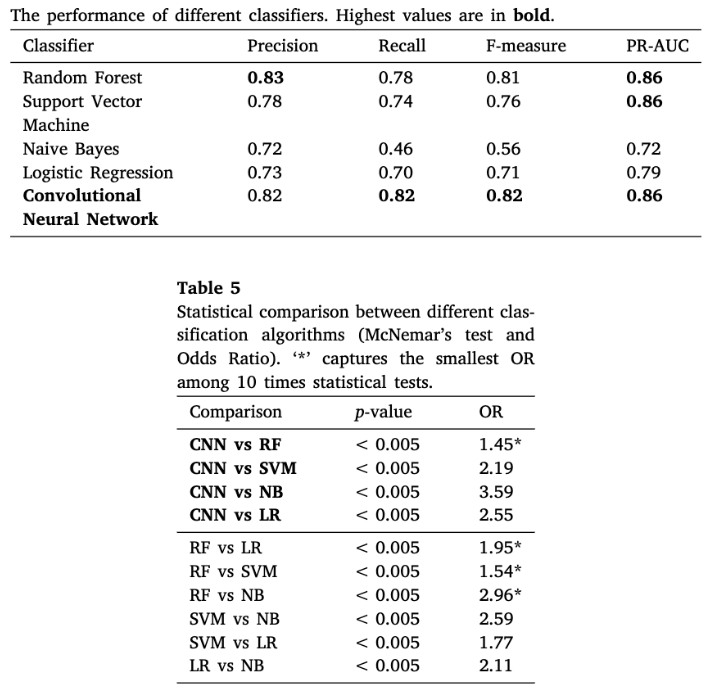 The performance of different classifiers. Highest values are in bold.
Classifier Precision Recall F-measure PR-AUC
Random Forest 0.83 0.78 0.81 0.86
Support Vector 0.78 0.74 0.76 0.86
Machine
Naive Bayes 0.72 0.46 0.56 0.72
Logistic Regression 0.73 0.70 0.71 0.79
Convolutional 0.82 0.82 0.82 0.86
Neural Network
Table 5
Statistical comparison between different clas-
sification algorithms (McNemar's test and
Odds Ratio). '*' captures the smallest OR
among 10 times statistical tests.
Comparison p-value OR
CNN vs RF < 0.005 1.45*
CNN vs SVM < 0.005 2.19
CNN vs NB < 0.005 3.59
CNN vs LR < 0.005 2.55
RF vs LR < 0.005 1.95*
RF vs SVM < 0.005 1.54*
RF vs NB < 0.005 2.96*
SVM vs NB < 0.005 2.59
SVM vs LR < 0.005 1.77
LR vs NB < 0.005 2.11